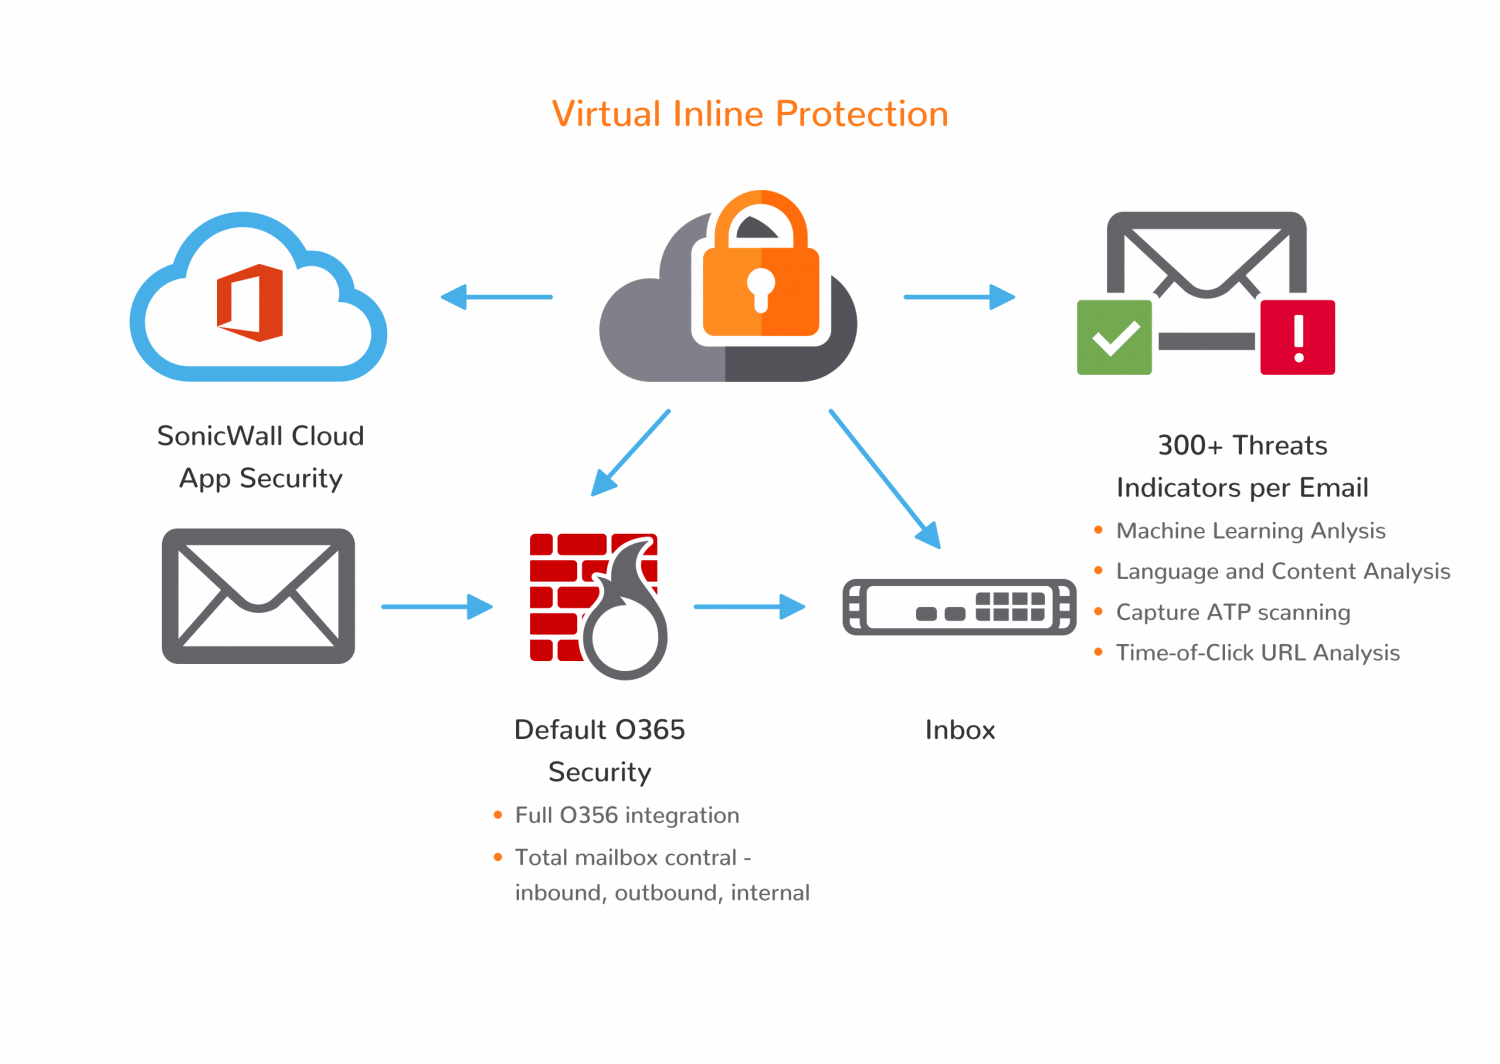 Virtual Inline Protection
SonicWall Cloud
App Security
300+ Threats
Indicators per Email
• Machine Learning Anlysis
• Language and Content Analysis
• Capture ATP scanning
• Time-of-Click URL Analysis
Default O365
Security
• Full O356 integration
• Total mailbox contral -
inbound, outbound, internal
Inbox